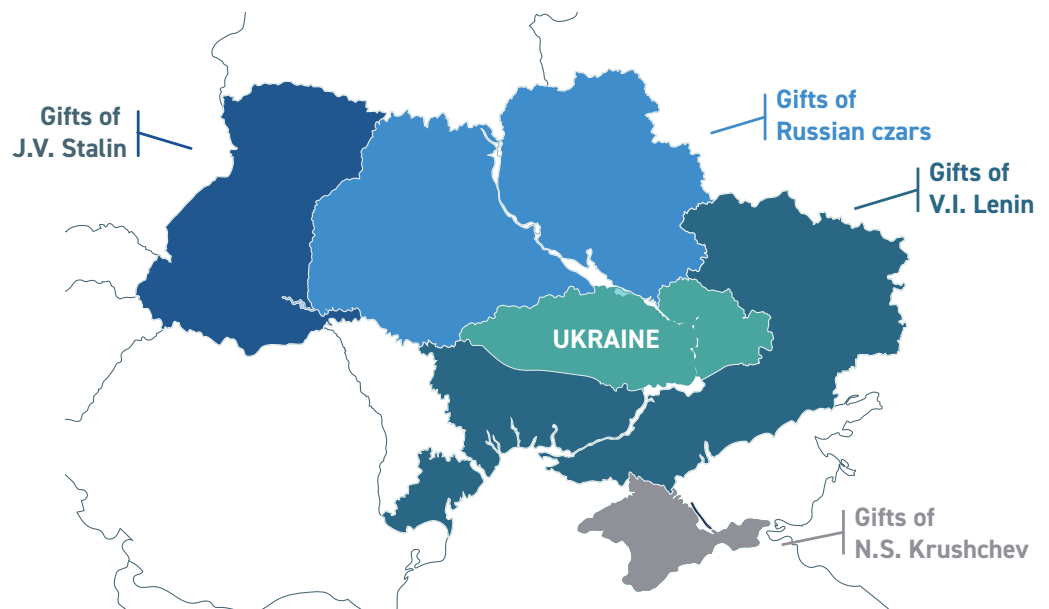 Gifts of
J.V. Stalin
Gifts of
Russian czars
Gifts of
V.I. Lenin
UKRAINE
Gifts of
N.S. Krushchev